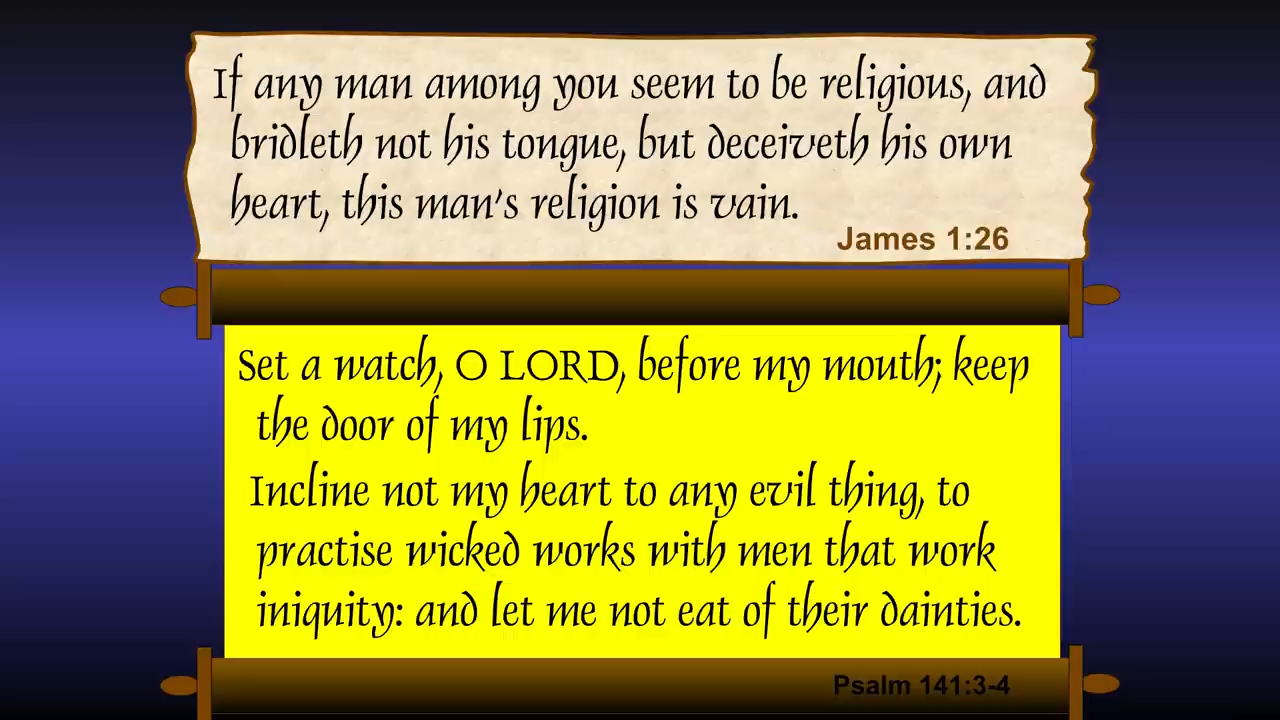 If any man among you seem to be religious, and
bridleth not his tongue, but deceiveth his own
heart, this man's religion is vain.
James 1:26
Set a watch, O LORD, before my mouth; keep
the door of my lips.
Incline not my heart to any evil thing, to
practise wicked works with men that work
iniquity: and let me not eat of their dainties.
Psalm 141:3-4